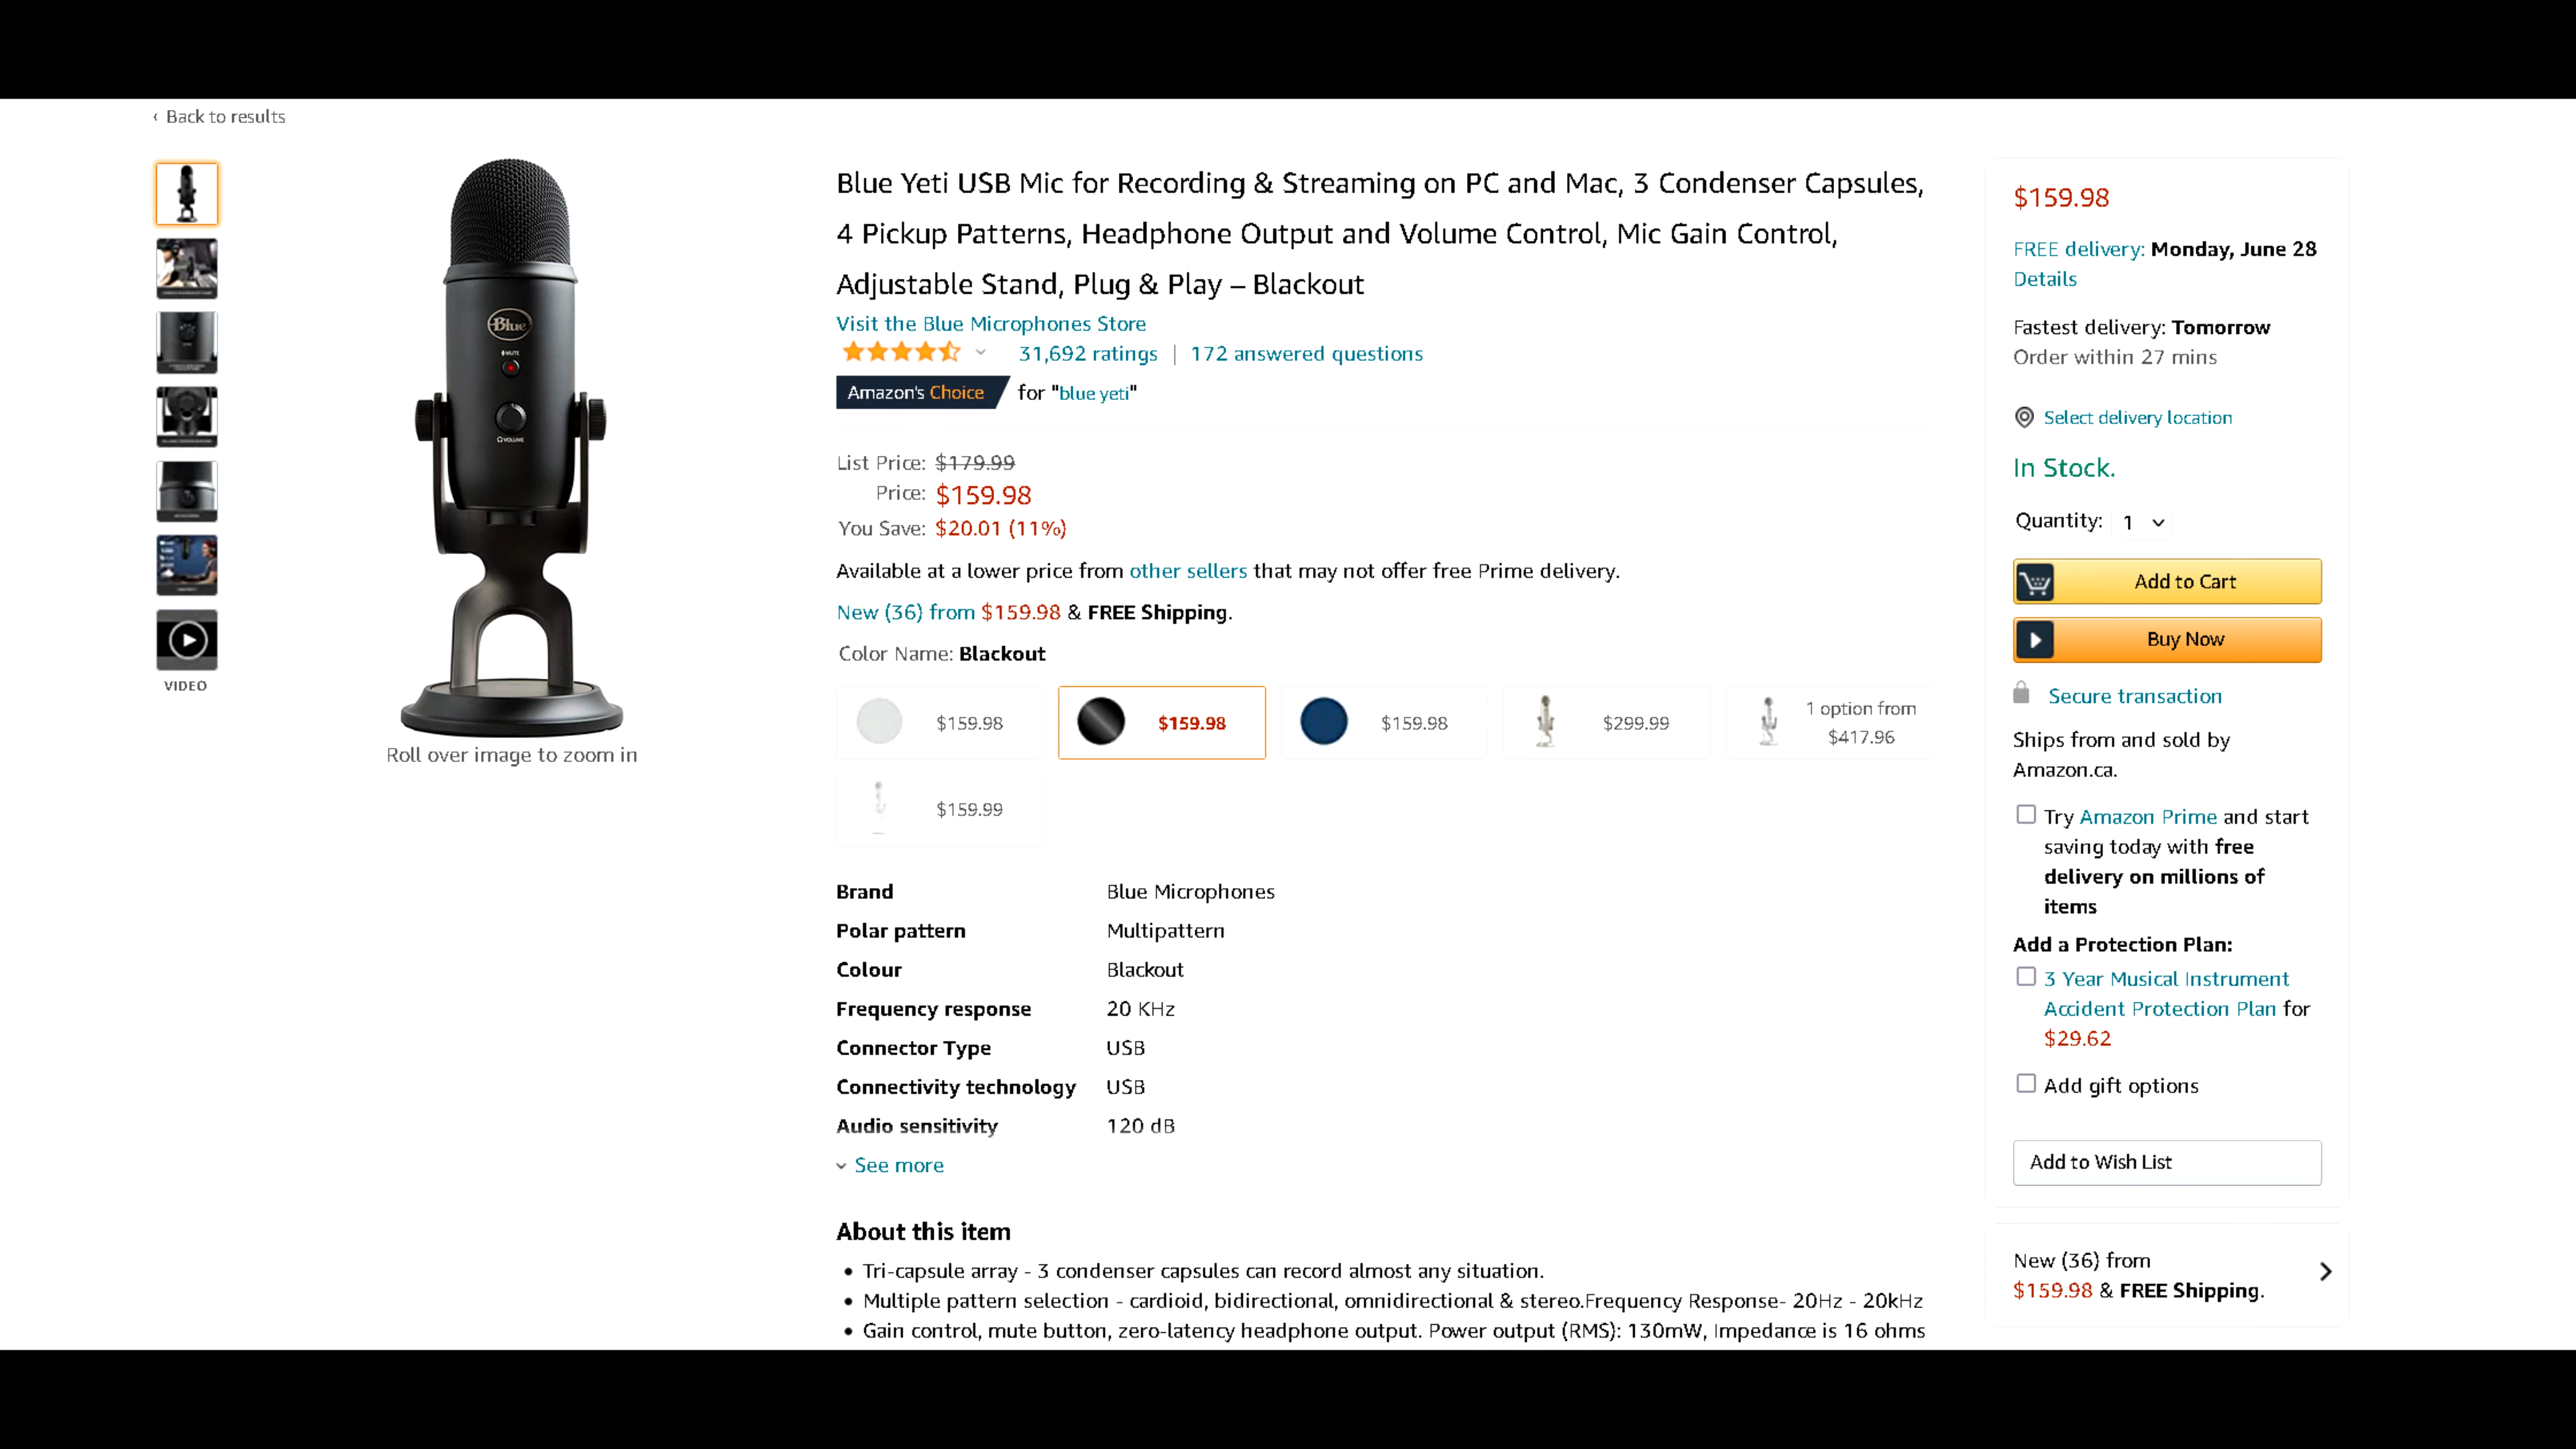 ‹ Back to results
VIDEO
Blue
MUTE
VOLUME
Roll over image to zoom in
Blue Yeti USB Mic for Recording & Streaming on PC and Mac, 3 Condenser Capsules,
4 Pickup Patterns, Headphone Output and Volume Control, Mic Gain Control,
Adjustable Stand, Plug & Play – Blackout
Visit the Blue Microphones Store
31,692 ratings | 172 answered questions
Amazon's Choice for "blue yeti"
List Price: $179.99
Price: $159.98
You Save: $20.01 (11%)
Available at a lower price from other sellers that may not offer free Prime delivery.
New (36) from $159.98 & FREE Shipping.
Color Name: Blackout
$159.98
$159.98
$159.98
$299.99
1 option from
$417.96
$159.99
Brand Blue Microphones
Polar pattern Multipattern
Colour Blackout
Frequency response 20 KHz
Connector Type USB
Connectivity technology USB
Audio sensitivity 120 dB
See more
About this item
• Tri-capsule array - 3 condenser capsules can record almost any situation.
• Multiple pattern selection - cardioid, bidirectional, omnidirectional & stereo.Frequency Response- 20Hz - 20kHz
• Gain control, mute button, zero-latency headphone output. Power output (RMS): 130mW, Impedance is 16 ohms
$159.98
FREE delivery: Monday, June 28
Details
Fastest delivery: Tomorrow
Order within 27 mins
Select delivery location
In Stock.
Quantity: 1
Add to Cart
Buy Now
Secure transaction
Ships from and sold by
Amazon.ca.
Try Amazon Prime and start
saving today with free
delivery on millions of
items
Add a Protection Plan:
3 Year Musical Instrument
Accident Protection Plan for
$29.62
Add gift options
Add to Wish List
New (36) from
$159.98 & FREE Shipping.